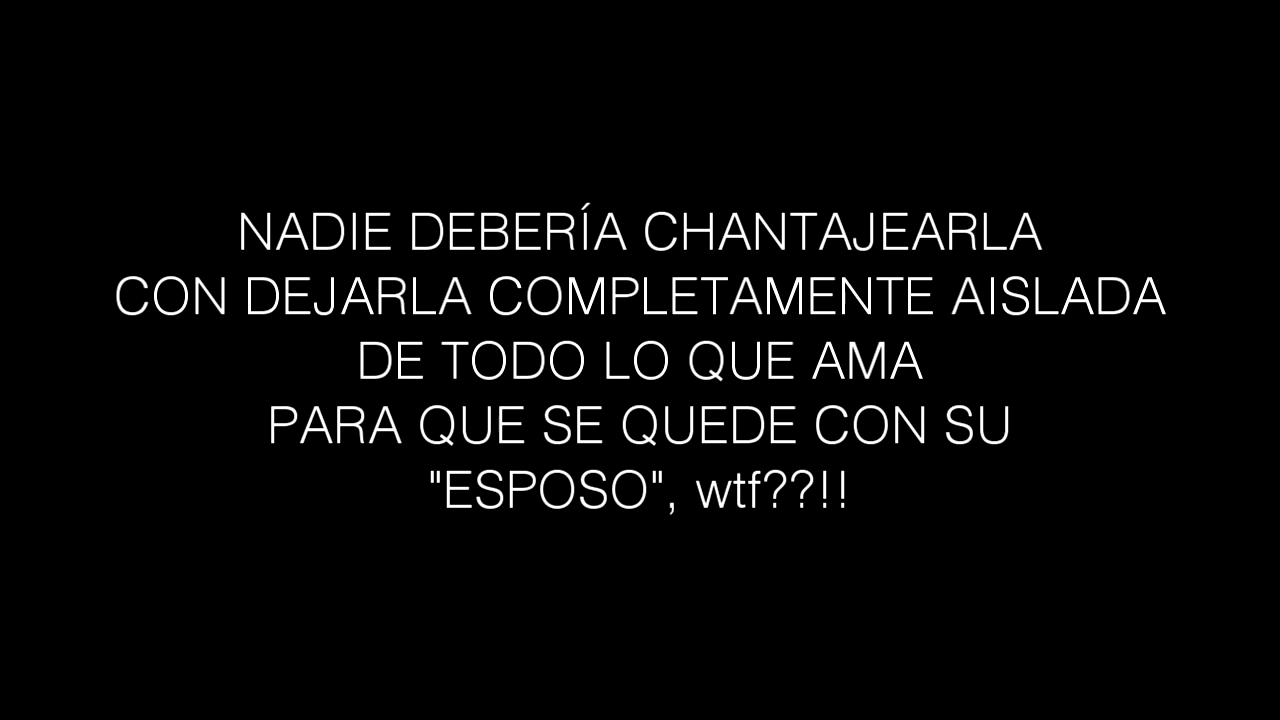 NADIE DEBERÍA CHANTAJEARLA
CON DEJARLA COMPLETAMENTE AISLADA
DE TODO LO QUE AMA
PARA QUE SE QUEDE CON SU
"ESPOSO", wtf??!!